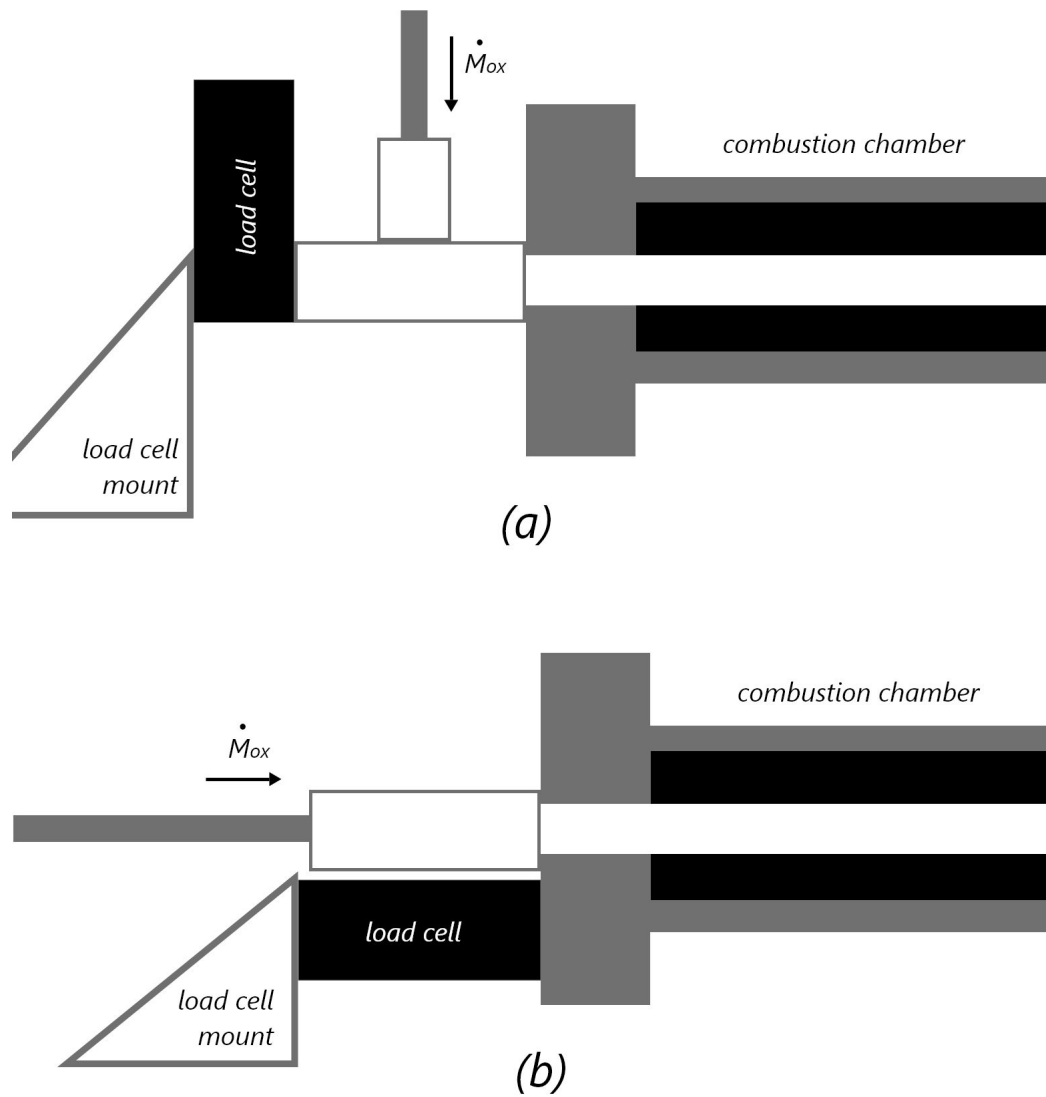 Ṁox
load cell
combustion chamber
load cell
mount
(a)
combustion chamber
Ṁox
load cell
load cell
mount
(b)